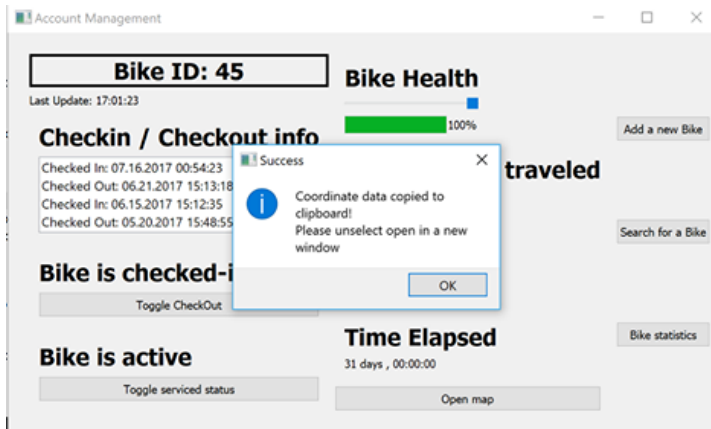 Account Management
Bike ID: 45
Last Update: 17:01:23
Checkin / Checkout info
Checked In: 07.16.2017 00:54:23
Checked Out: 06.21.2017 15:13:18
Checked In: 06.15.2017 15:12:35
Checked Out: 05.20.2017 15:48:55
Bike is checked-i
Toggle CheckOut
Bike is active
Toggle serviced status
Bike Health
100%
traveled
Success
Coordinate data copied to
clipboard!
Please unselect open in a new
window
OK
Time Elapsed
31 days , 00:00:00
Open map
Add a new Bike
Search for a Bike
Bike statistics